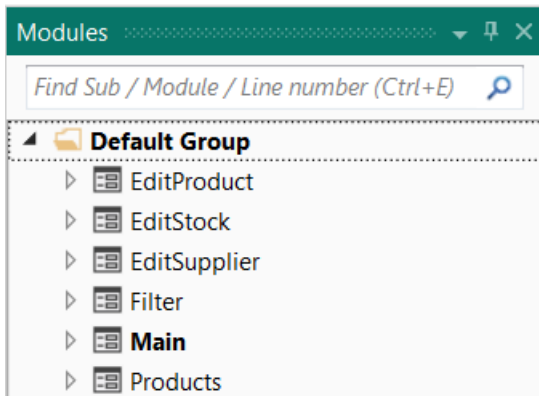 Modules
Find Sub / Module / Line number (Ctrl+E)
Default Group
EditProduct
EditStock
EditSupplier
Filter
Main
Products